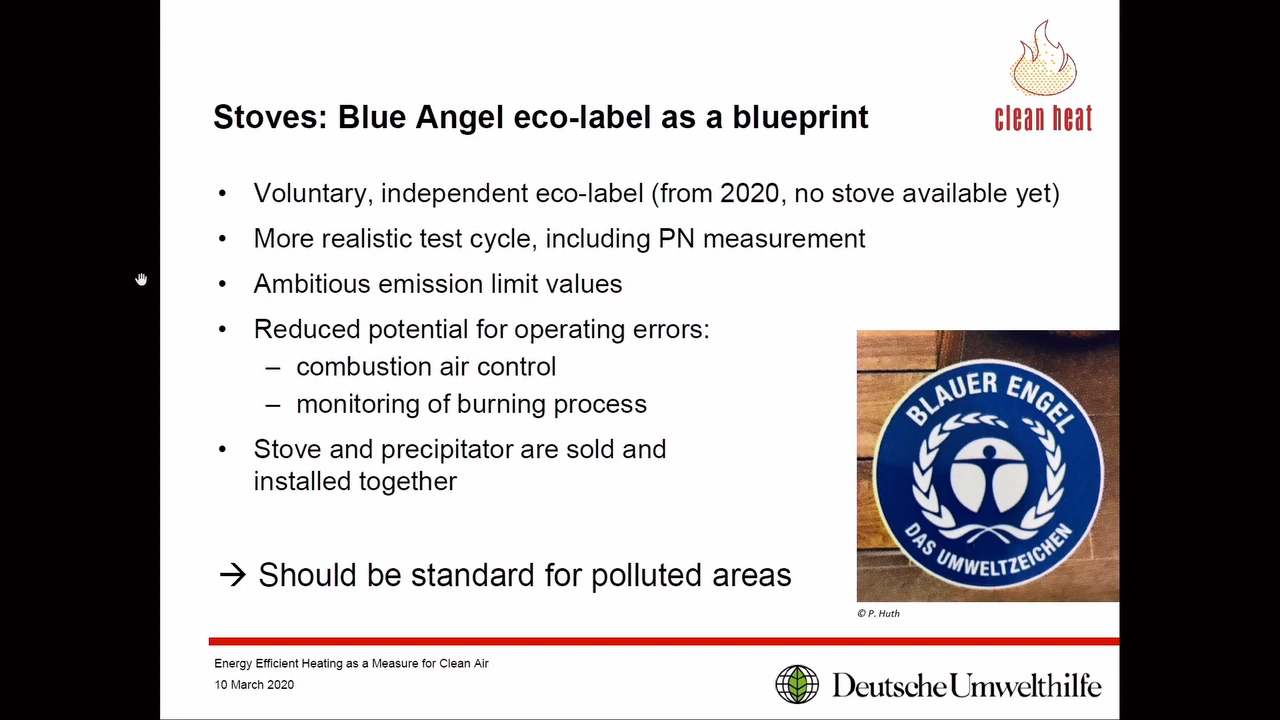 clean heat
Stoves: Blue Angel eco-label as a blueprint
• Voluntary, independent eco-label (from 2020, no stove available yet)
• More realistic test cycle, including PN measurement
• Ambitious emission limit values
• Reduced potential for operating errors:
– combustion air control
– monitoring of burning process
• Stove and precipitator are sold and
installed together
BLAUER ENGEL
DAS UMWELTZEICHEN
→ Should be standard for polluted areas
© P. Huth
Energy Efficient Heating as a Measure for Clean Air
10 March 2020
Deutsche Umwelthilfe